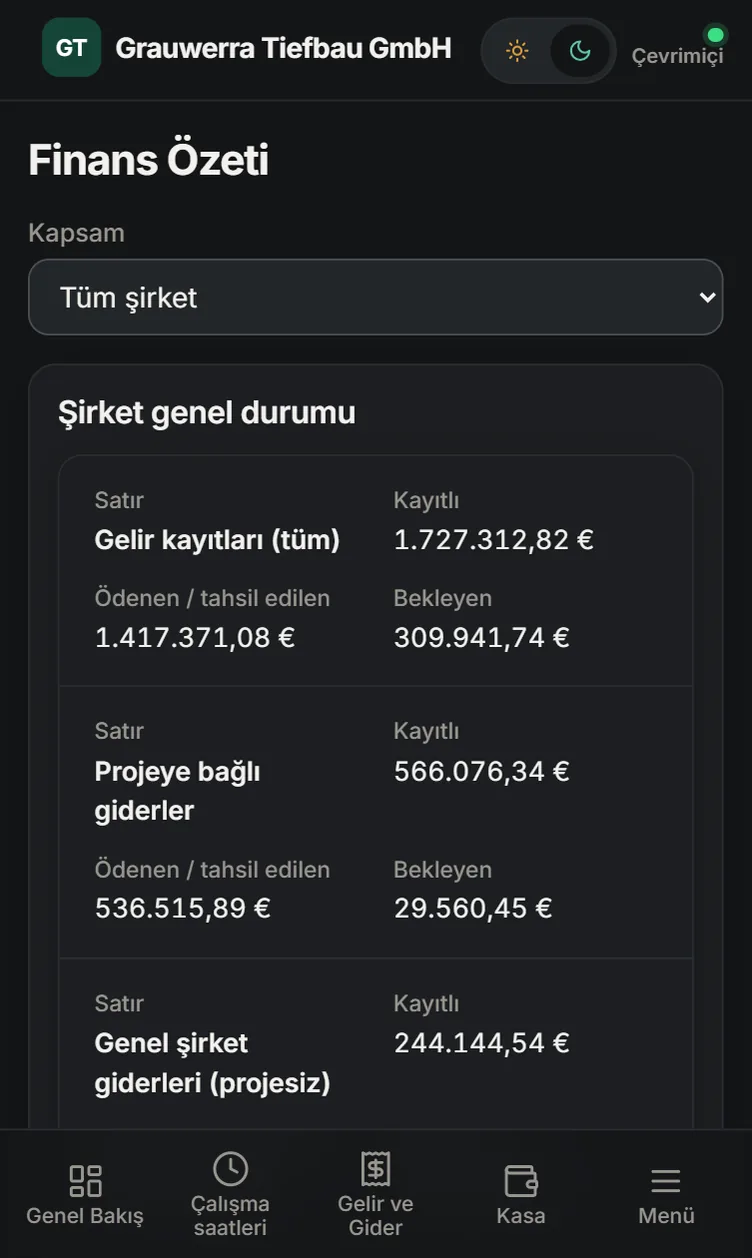 GT
Grauwerra Tiefbau GmbH
Çevrimiçi
Finans Özeti
Kapsam
Tüm şirket
Şirket genel durumu
Satır
Kayıtlı
Gelir kayıtları (tüm)
1.727.312,82 €
Ödenen / tahsil edilen
Bekleyen
1.417.371,08 €
309.941,74 €
Satır
Kayıtlı
Projeye bağlı
giderler
566.076,34 €
Ödenen / tahsil edilen
Bekleyen
536.515,89 €
29.560,45 €
Satır
Kayıtlı
Genel şirket
giderleri (projesiz)
244.144,54 €
Genel Bakış
Çalışma
saatleri
Gelir ve
Gider
Kasa
Menü